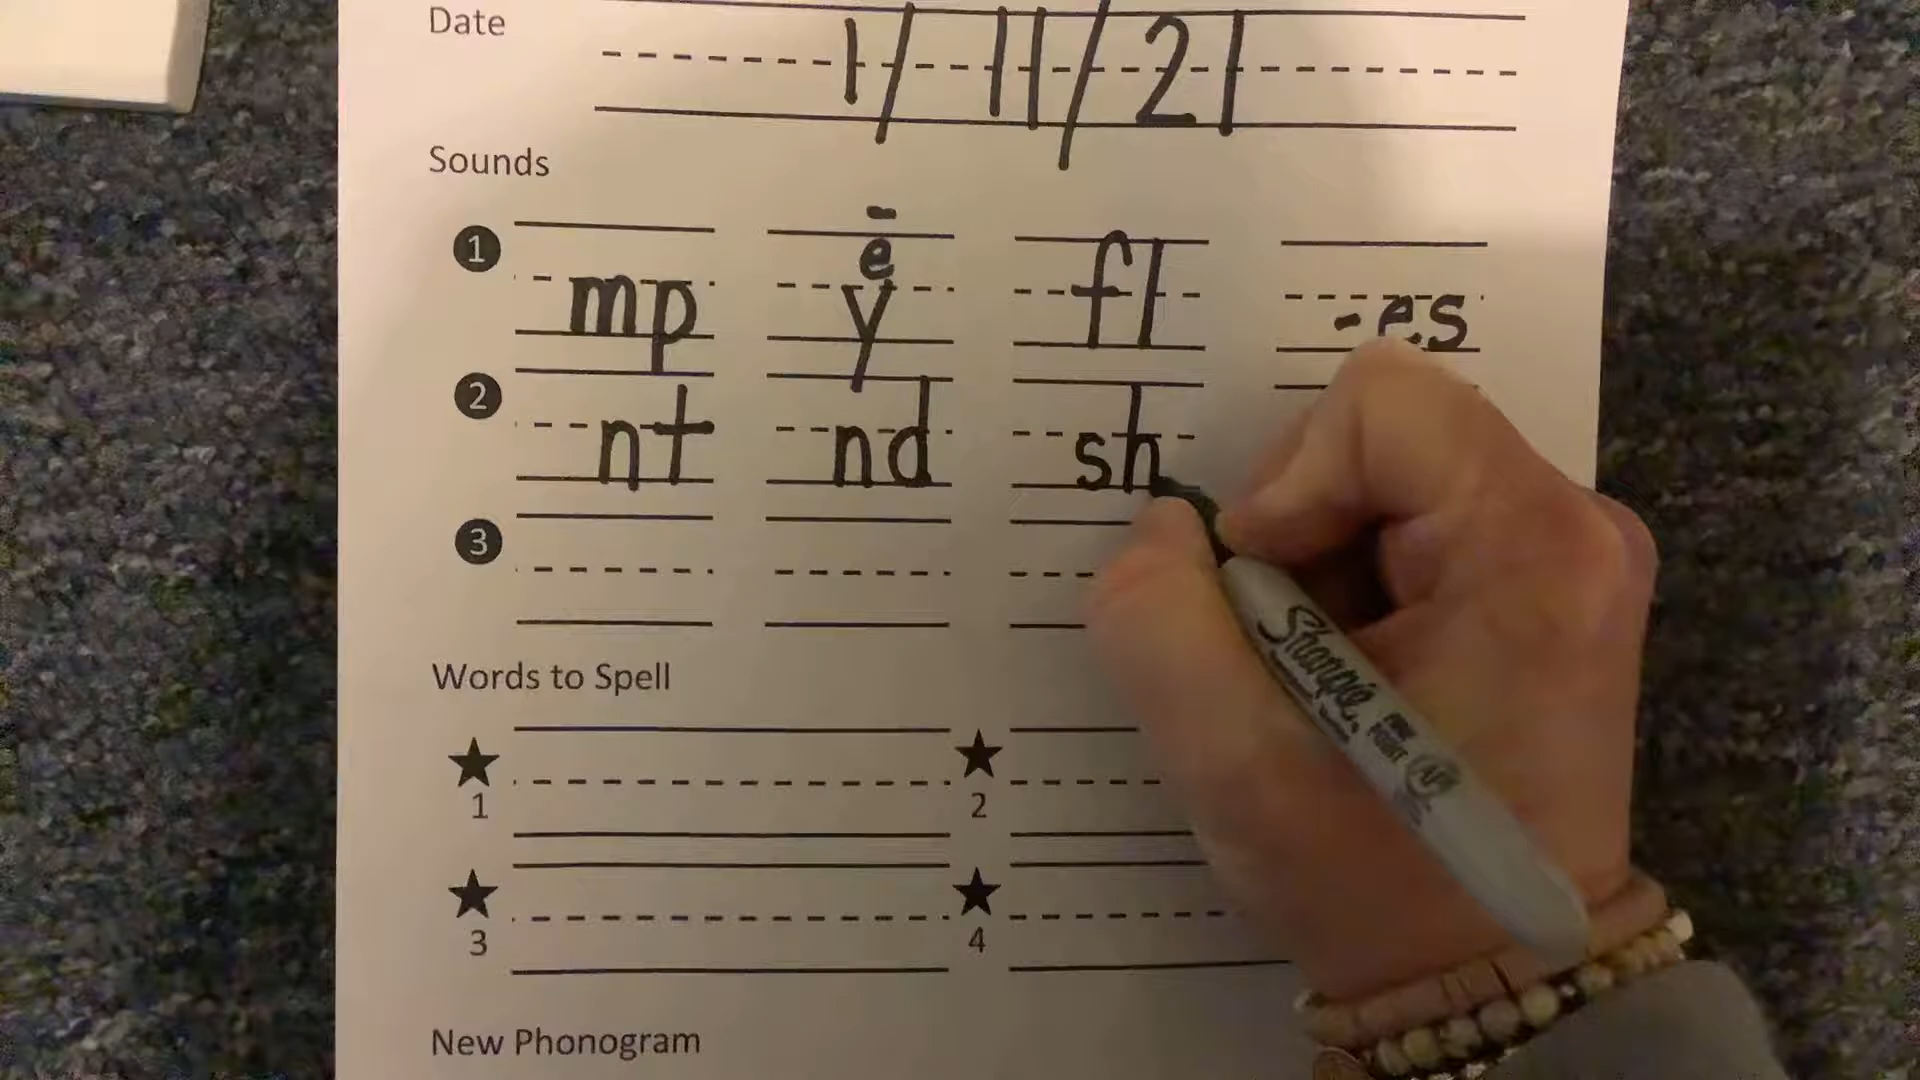 Date 1/11/21
Sounds
ē
1 mp y fl -es
2 nt nd sh
3
Words to Spell
1 2
3 4
New Phonogram
Sharpie